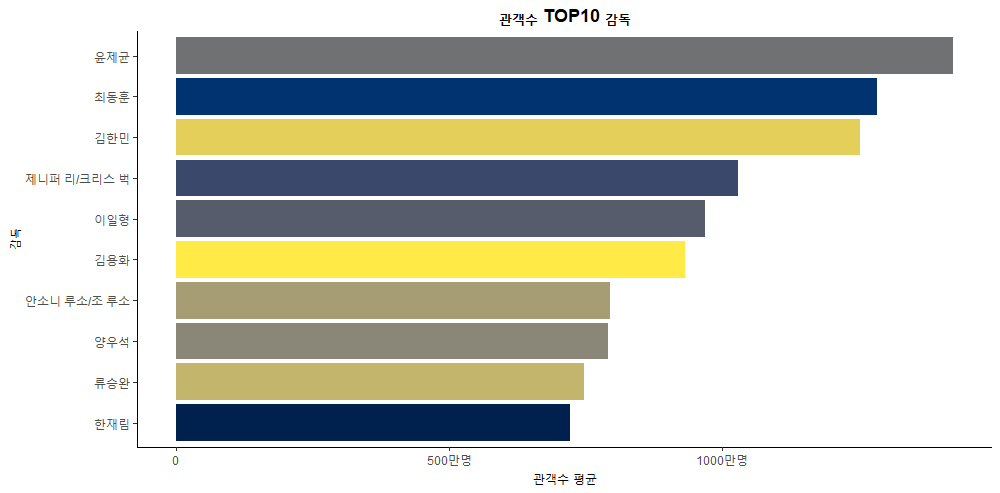 관객수 TOP10 감독
윤제균
최동훈
김한민
제니퍼 리/크리스 벅
이일형
김용화
안소니 루소/조 루소
양우석
류승완
한재림
감독
0
500만명
1000만명
관객수 평균